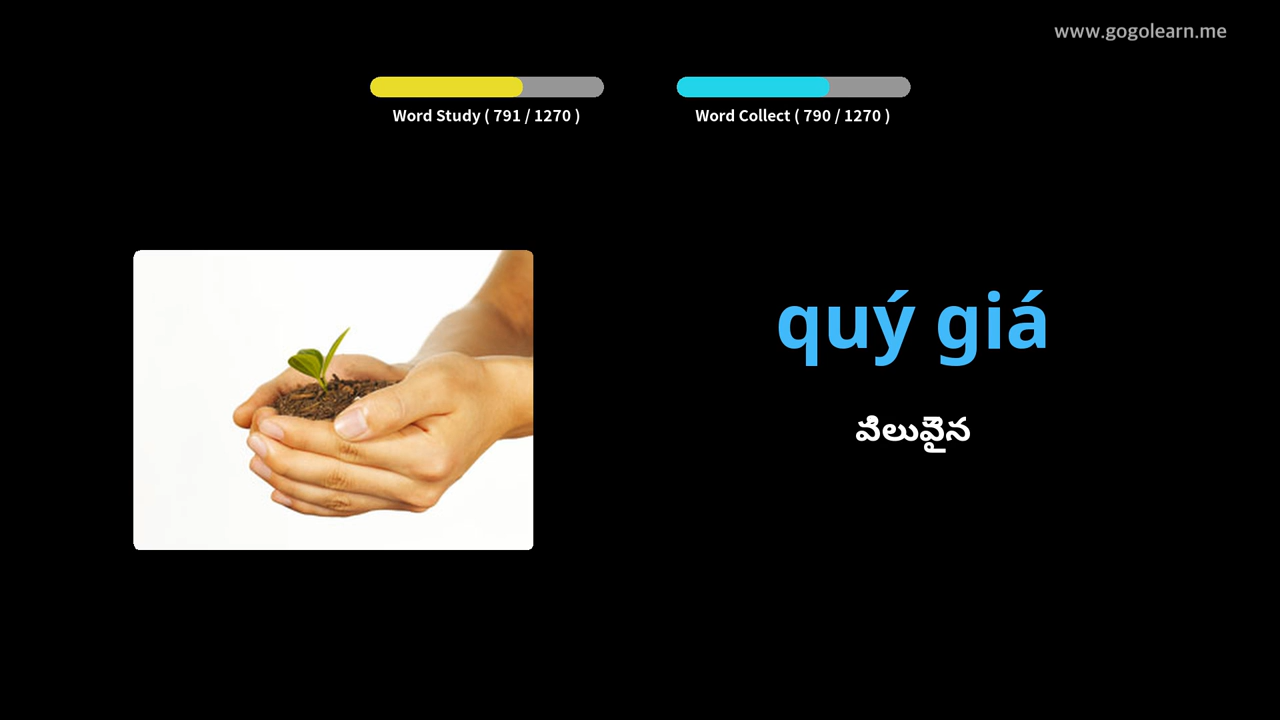 www.gogolearn.me
Word Study ( 791 / 1270 )
Word Collect ( 790 / 1270 )
quý giá
విలువైన